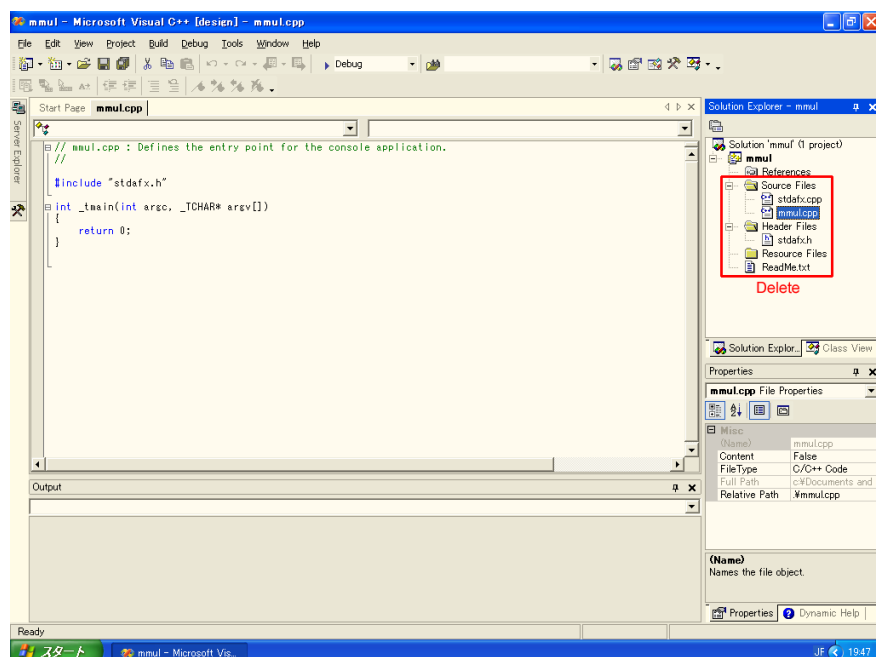 mmul - Microsoft Visual C++ [design] - mmul.cpp
File Edit View Project Build Debug Tools Window Help
Debug
Start Page mmul.cpp
Server Explorer
// mmul.cpp : Defines the entry point for the console application.
//
#include "stdafx.h"
int _tmain(int argc, _TCHAR* argv[])
{
return 0;
}
Solution Explorer - mmul
Solution 'mmul' (1 project)
mmul
References
Source Files
stdafx.cpp
mmul.cpp
Header Files
stdafx.h
Resource Files
ReadMe.txt
Delete
Solution Explor... Class View
Properties
mmul.cpp File Properties
Misc
(Name) mmul.cpp
Content False
FileType C/C++ Code
Full Path c:¥Documents and
Relative Path .¥mmul.cpp
(Name)
Names the file object.
Properties Dynamic Help
Output
Ready
スタート mmul - Microsoft Vis... JF 19:47